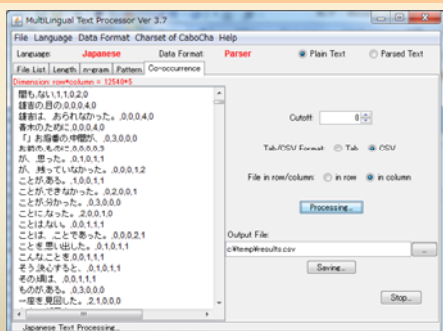 MultiLingual Text Processor Ver 3.7
File Language Data Format Charset of CaboCha Help
Language: Japanese Data Format: Parser Plain Text Parsed Text
File List Length n-gram Pattern Co-occurrence
Dimension: row*column = 12540*5
間も,ない,1,1,0,2,0
鍾吉の,目の,0,0,0,4,0
鍾吉は、,あられなかった。,0,0,0,4,0
青木の,ために,0,0,0,4,0
「」,お指番の,仲間が、,0,3,0,0,0
が、,思った。,0,1,0,1,1
が、,残っていなかった。,0,0,0,1,2
ことが,ある。,1,0,0,1,1
ことが,できなかった。,0,2,0,0,1
ことが,分かった。,0,3,0,0,0
ことに,なった。,2,0,0,1,0
ことは,ない。,0,0,1,1,1
ことは、,ことで,あった。,0,0,0,2,1
ことを,思い出した。,0,1,0,1,1
こんな,ことを,0,0,1,1,1
そう,決心すると、,0,1,0,1,1
その,頃は、,0,0,1,1,1
ものが,ある。,0,3,0,0,0
一座を,見回した。,2,1,0,0,0
Cutoff: 0
Tab/CSV Format: Tab CSV
File in row/column: in row in column
Processing...
Output File:
c:¥temp¥results.csv ...
Saving...
Stop...
Japanese Text Processing...